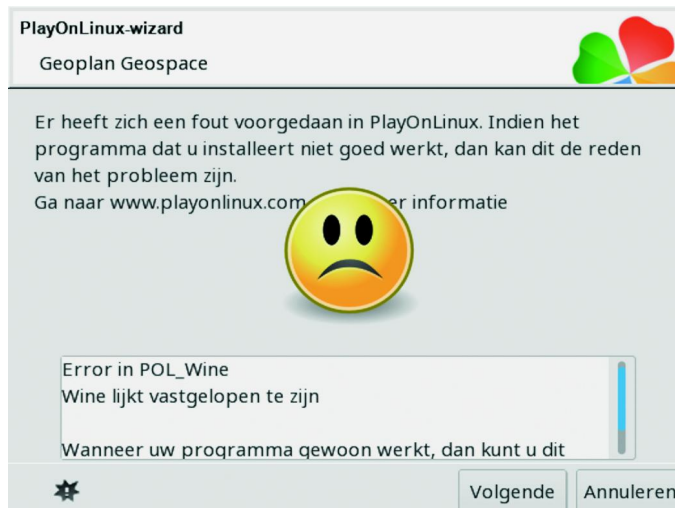 PlayOnLinux-wizard
Geoplan Geospace
Er heeft zich een fout voorgedaan in PlayOnLinux. Indien het
programma dat u installeert niet goed werkt, dan kan dit de reden
van het probleem zijn.
Ga naar www.playonlinux.com informatie
Error in POL_Wine
Wine lijkt vastgelopen te zijn
Wanneer uw programma gewoon werkt, dan kunt u dit
Volgende
Annuleren